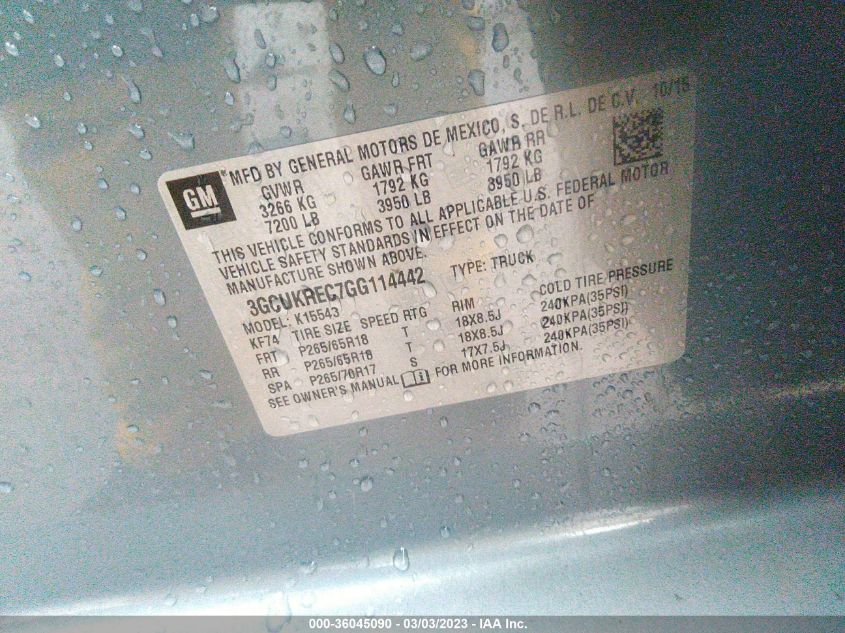 MFD BY GENERAL MOTORS DE MEXICO, S. DE R.L. DE C.V. 10/15
GM®
GVWR GAWR FRT GAWR RR
3266 KG 1792 KG 1792 KG
7200 LB 3950 LB 3950 LB
THIS VEHICLE CONFORMS TO ALL APPLICABLE U.S. FEDERAL MOTOR
VEHICLE SAFETY STANDARDS IN EFFECT ON THE DATE OF
MANUFACTURE SHOWN ABOVE.
3GCUKREC7GG114442 TYPE: TRUCK
MODEL: K15543
KF74 TIRE SIZE SPEED RTG RIM COLD TIRE PRESSURE
FRT P265/65R18 T 18X8.5J 240KPA(35PSI)
RR P265/65R18 T 18X8.5J 240KPA(35PSI)
SPA P265/70R17 S 17X7.5J 240KPA(35PSI)
SEE OWNER'S MANUAL FOR MORE INFORMATION.
000-36045090 - 03/03/2023 - IAA Inc.